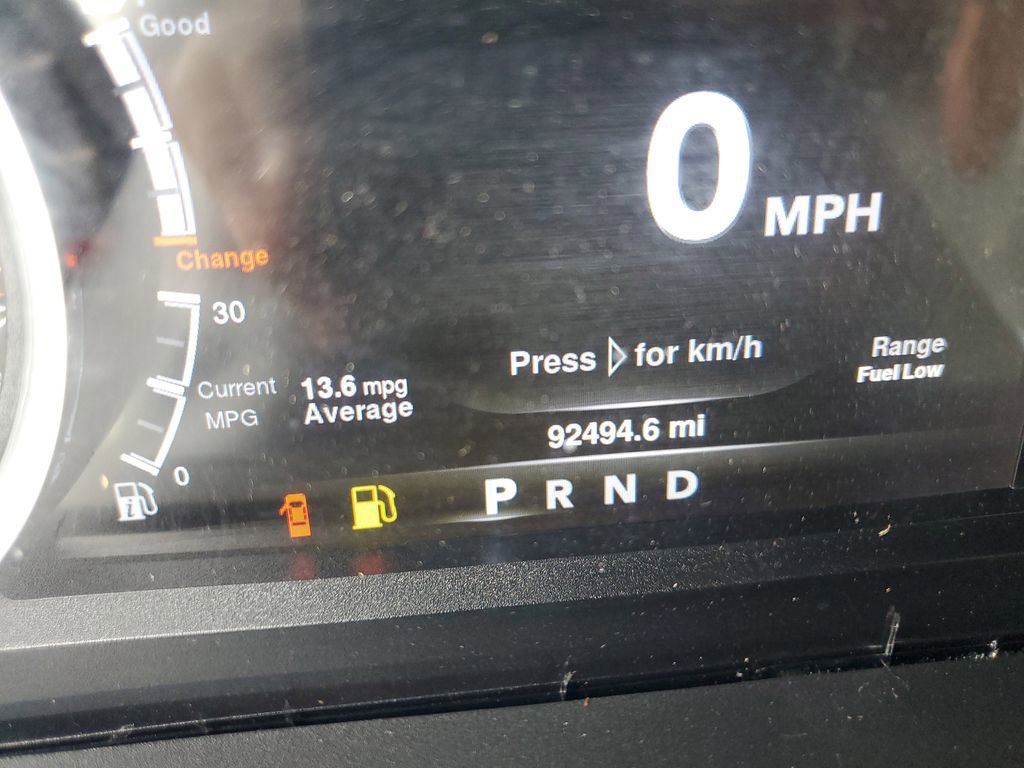 Good
0 MPH
Change
30
Press ▷ for km/h
Range
Fuel Low
Current 13.6 mpg
MPG Average
92494.6 mi
0
P R N D